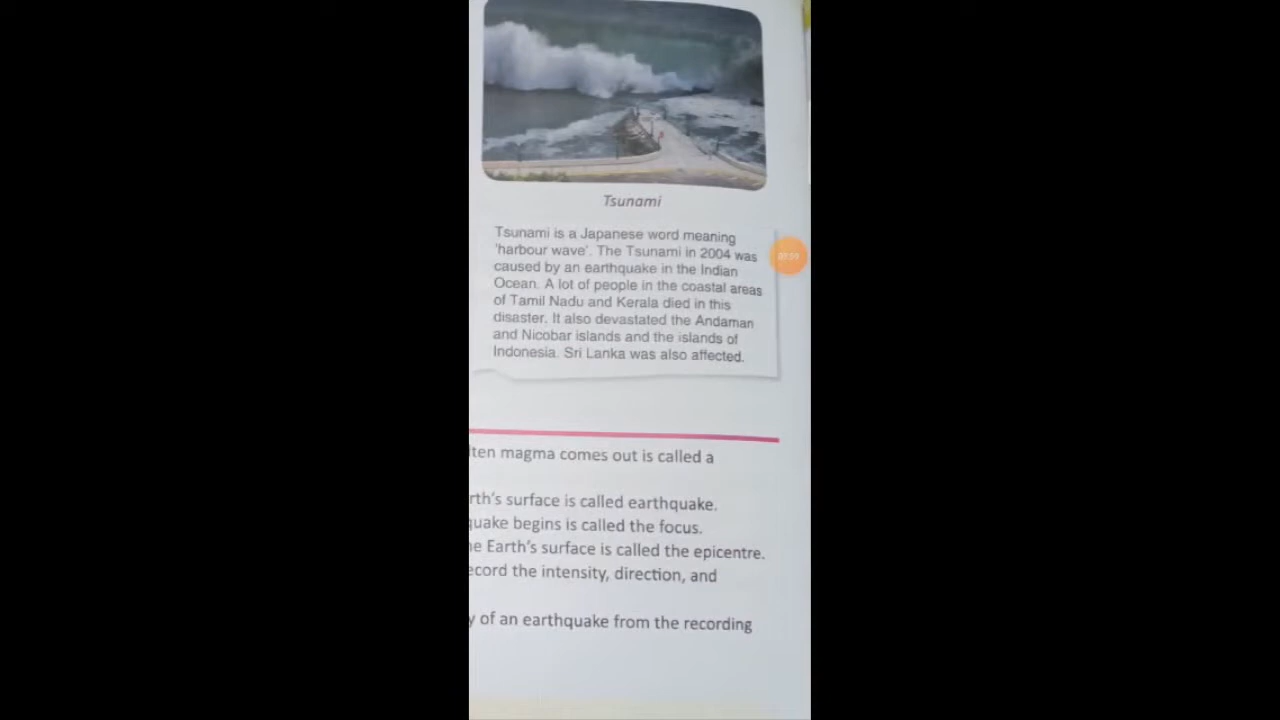 Tsunami
Tsunami is a Japanese word meaning
'harbour wave'. The Tsunami in 2004 was
caused by an earthquake in the Indian
Ocean. A lot of people in the coastal areas
of Tamil Nadu and Kerala died in this
disaster. It also devastated the Andaman
and Nicobar islands and the islands of
Indonesia. Sri Lanka was also affected.
magma comes out is called a
surface is called earthquake.
begins is called the focus.
Earth's surface is called the epicentre.
the intensity, direction, and
of an earthquake from the recording